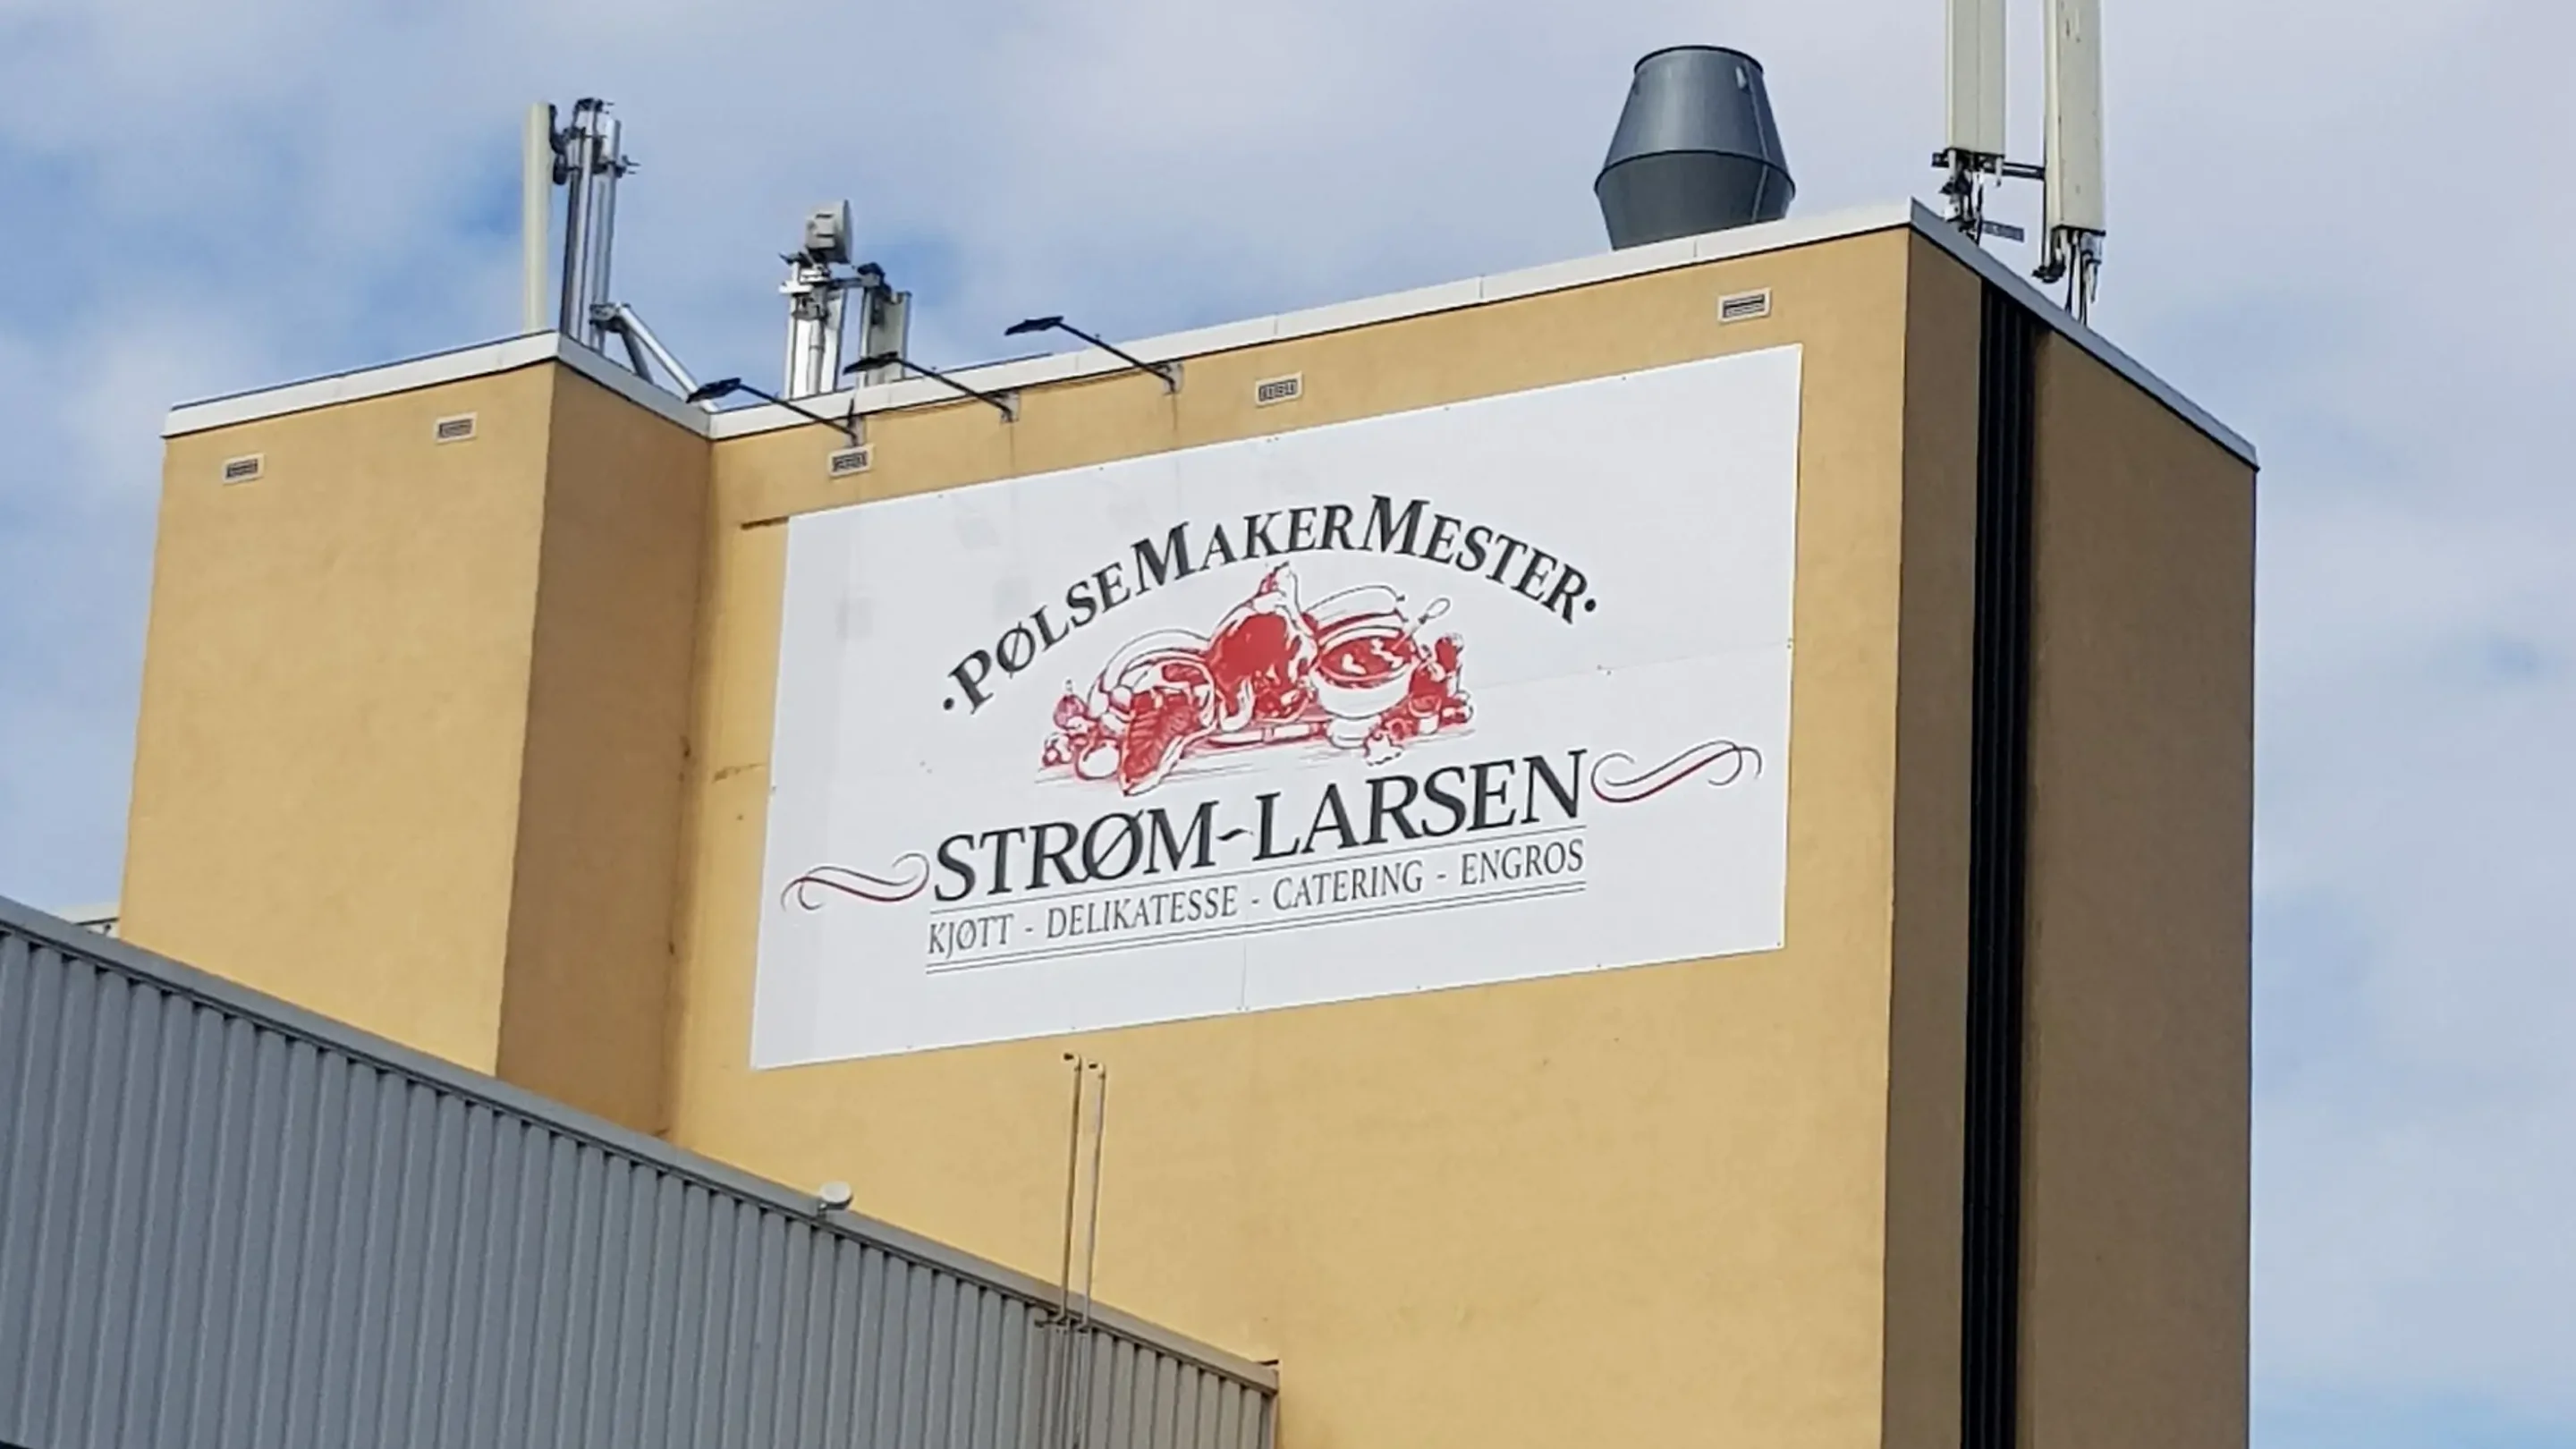 ·PØLSEMAKERMESTER·
STRØM-LARSEN
KJØTT - DELIKATESSE - CATERING - ENGROS